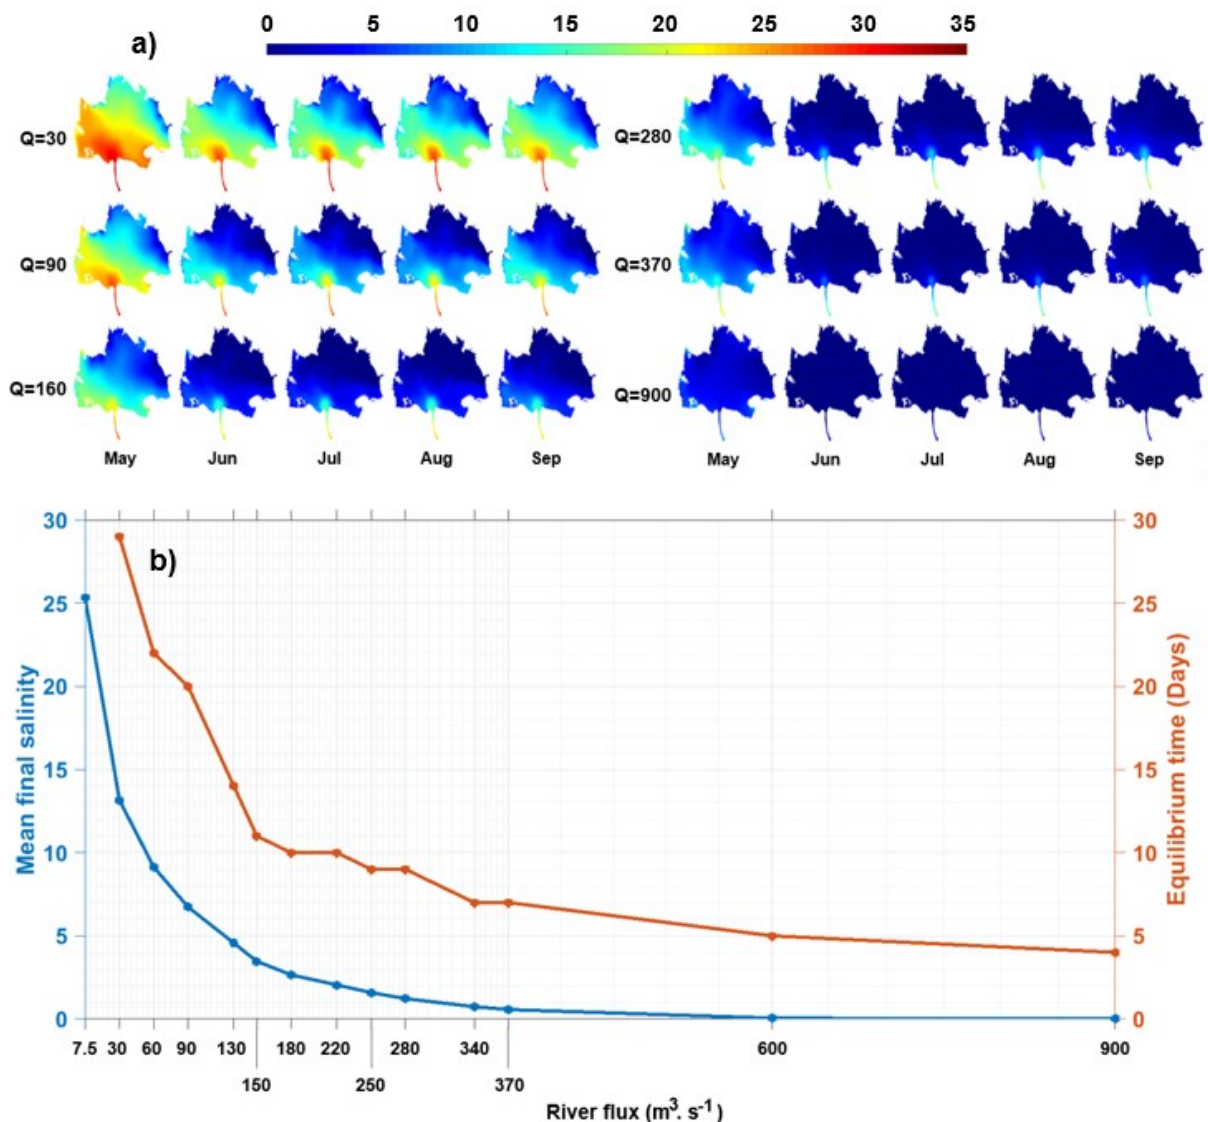 a)
0 5 10 15 20 25 30 35
Q=30
Q=280
Q=90
Q=370
Q=160
Q=900
May Jun Jul Aug Sep
May Jun Jul Aug Sep
b)
30
25
20
15
10
5
0
Mean final salinity
30
25
20
15
10
5
0
Equilibrium time (Days)
7.5 30 60 90 130 180 220 280 340 600 900
150 250 370
River flux (m³. s⁻¹)